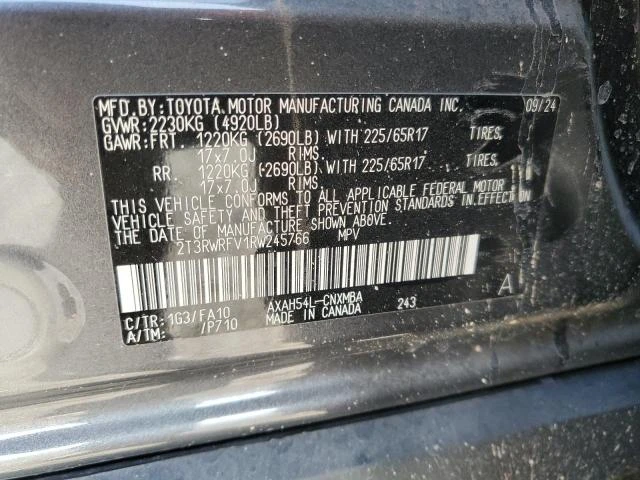 MFD. BY: TOYOTA MOTOR MANUFACTURING CANADA INC. 09/24
GVWR: 2230KG (4920LB)
GAWR: FRT. 1220KG (2690LB) WITH 225/65R17 TIRES,
17x7.0J RIMS.
RR. 1220KG (2690LB) WITH 225/65R17 TIRES,
17x7.0J RIMS.
THIS VEHICLE CONFORMS TO ALL APPLICABLE FEDERAL MOTOR
VEHICLE SAFETY AND THEFT PREVENTION STANDARDS IN EFFECT ON
THE DATE OF MANUFACTURE SHOWN ABOVE.
2T3RWRFV1RW245766 MPV
C/TR: 1G3/FA10 AXAH54L-CNXMBA 243 A
A/TM: /P710 MADE IN CANADA